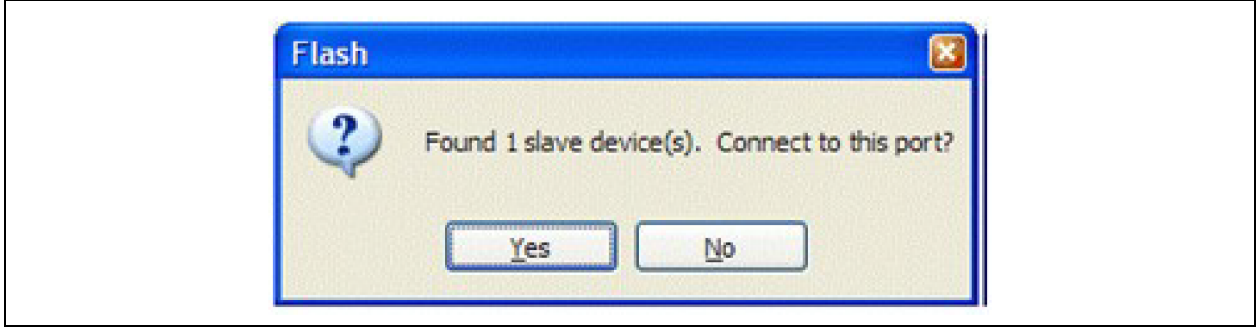 Flash
?
Found 1 slave device(s). Connect to this port?
Yes
No